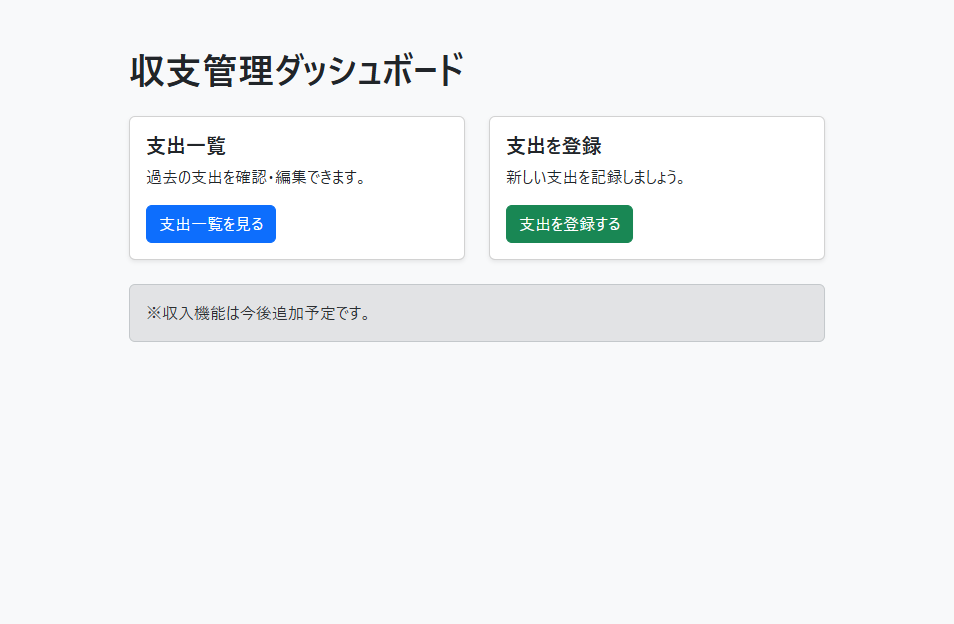 収支管理ダッシュボード
支出一覧
過去の支出を確認・編集できます。
支出一覧を見る
支出を登録
新しい支出を記録しましょう。
支出を登録する
※収入機能は今後追加予定です。